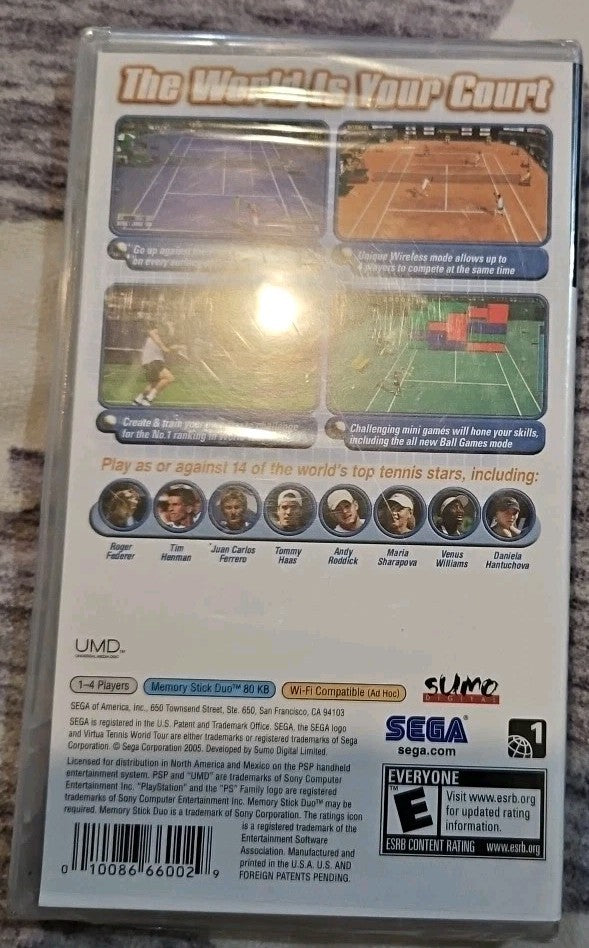 The World Is Your Court
Go up against the
on every
Unique Wireless mode allows up to
4 players to compete at the same time
Create & train your
for the No.1 ranking in
Challenging mini games will hone your skills,
including the all new Ball Games mode
Play as or against 14 of the world's top tennis stars, including:
Roger
Federer
Tim
Henman
Juan Carlos
Ferrero
Tommy
Haas
Andy
Roddick
Maria
Sharapova
Venus
Williams
Daniela
Hantuchova
UMD™
UNIVERSAL MEDIA DISC
1–4 Players
Memory Stick Duo™ 80 KB
Wi-Fi Compatible (Ad Hoc)
SUMO
DIGITAL
SEGA of America, Inc., 650 Townsend Street, Ste. 650, San Francisco, CA 94103
SEGA is registered in the U.S. Patent and Trademark Office. SEGA, the SEGA logo
and Virtua Tennis World Tour are either trademarks or registered trademarks of Sega
Corporation. © Sega Corporation 2005. Developed by Sumo Digital Limited.
SEGA®
sega.com
1
Licensed for distribution in North America and Mexico on the PSP handheld
entertainment system. PSP and "UMD" are trademarks of Sony Computer
Entertainment Inc. "PlayStation" and the "PS" Family logo are registered
trademarks of Sony Computer Entertainment Inc. Memory Stick Duo™ may be
required. Memory Stick Duo is a trademark of Sony Corporation. The ratings icon
is a registered trademark of the
Entertainment Software
Association. Manufactured and
printed in the U.S.A. U.S. AND
FOREIGN PATENTS PENDING.
0 10086 66002 9
EVERYONE
E
Visit www.esrb.org
for updated rating
information.
ESRB CONTENT RATING www.esrb.org